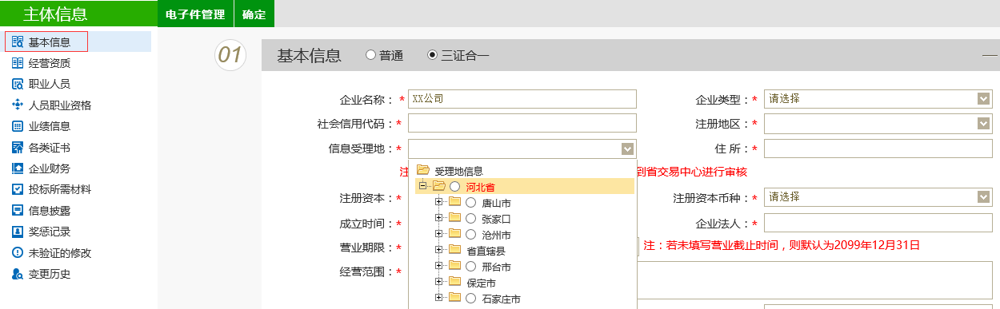 主体信息
电子件管理 确定
基本信息
经营资质
职业人员
人员职业资格
业绩信息
各类证书
企业财务
投标所需材料
信息披露
奖惩记录
未验证的修改
变更历史
01 基本信息 普通 三证合一
企业名称：* XX公司 企业类型：* 请选择
社会信用代码：* 注册地区：*
信息受理地：* 住 所：*
注 到省交易中心进行审核
受理地信息
河北省
唐山市
张家口
沧州市
省直辖县
邢台市
保定市
石家庄市
注册资本：* 注册资本币种：* 请选择
成立时间：* 企业法人：*
营业期限：* 注：若未填写营业截止时间，则默认为2099年12月31日
经营范围：*